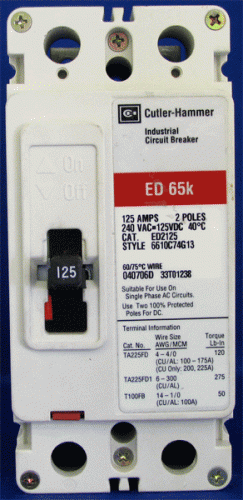 Cutler-Hammer
Industrial
Circuit Breaker
ED 65k
On
Off
125 AMPS 2 POLES
240 VAC=125VDC 40°C
CAT. ED2125
STYLE 6610C74G13
60/75°C WIRE
040706D 33T01238
125
Suitable For Use On
Single Phase AC Circuits.
Use Two 100% Protected
Poles For DC.
Terminal Information
Cat. No. Wire Size AWG/MCM Torque Lb-In
TA225FD 4-4/0 120
(CU/AL: 100-175A)
(CU Only: 200, 225A)
TA225FD1 6-300 275
(CU/AL)
T100FB 14-1/0 50
(CU/AL: 100A)